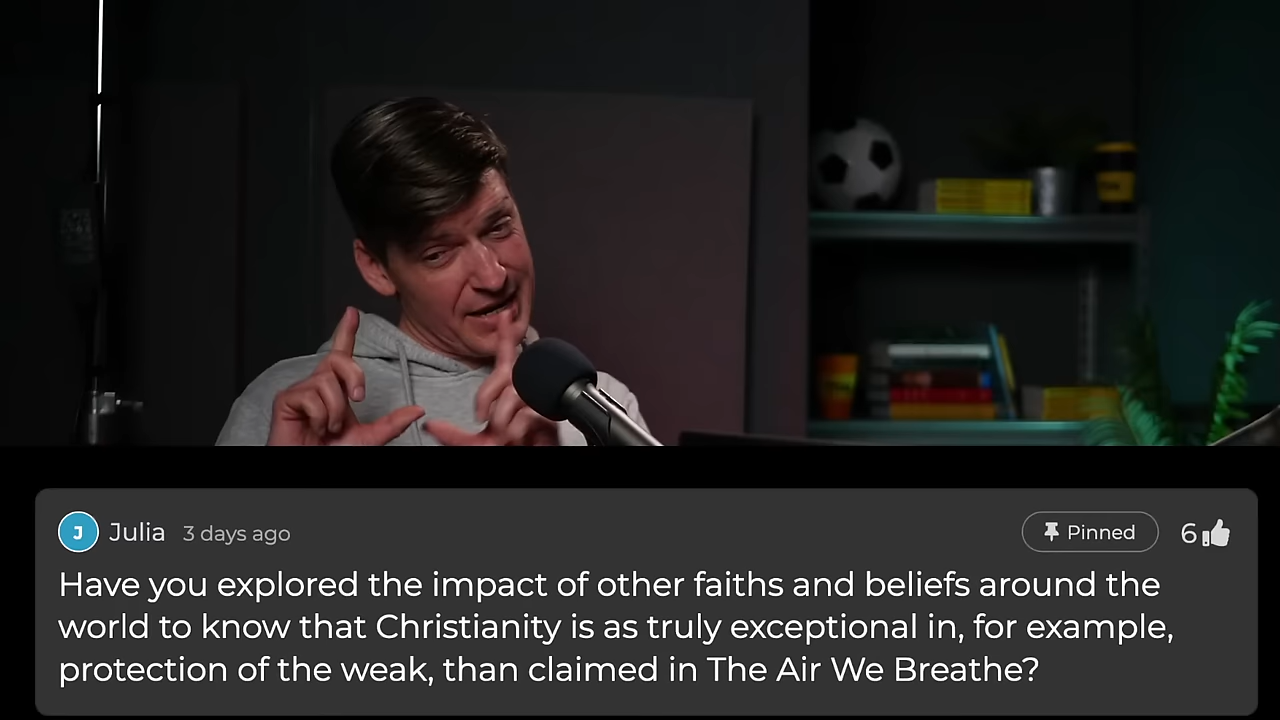 J Julia 3 days ago Pinned 6
Have you explored the impact of other faiths and beliefs around the
world to know that Christianity is as truly exceptional in, for example,
protection of the weak, than claimed in The Air We Breathe?